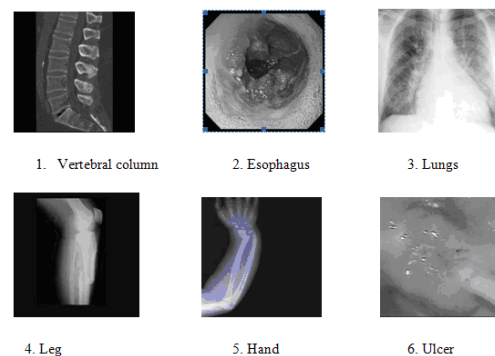 1. Vertebral column
2. Esophagus
3. Lungs
4. Leg
5. Hand
6. Ulcer